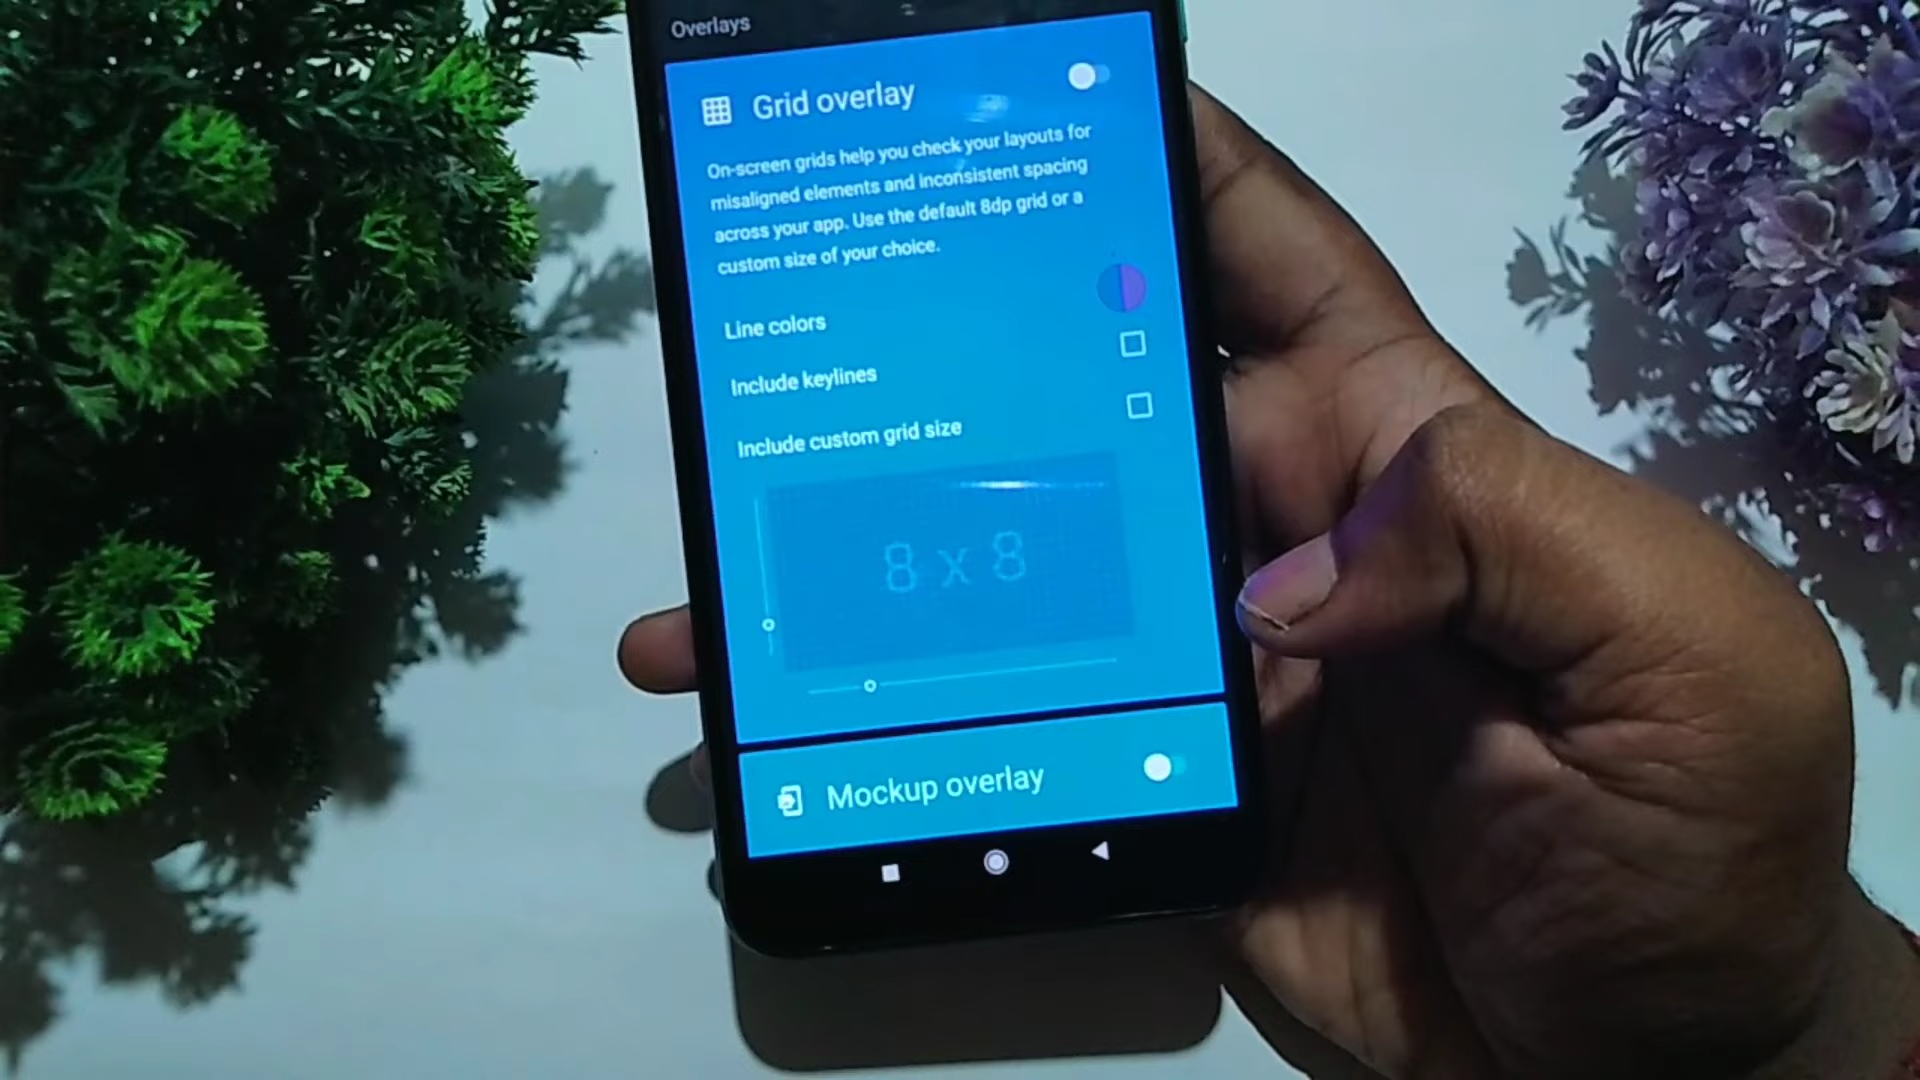 Overlays
Grid overlay
On-screen grids help you check your layouts for
misaligned elements and inconsistent spacing
across your app. Use the default 8dp grid or a
custom size of your choice.
Line colors
Include keylines
Include custom grid size
8 x 8
Mockup overlay